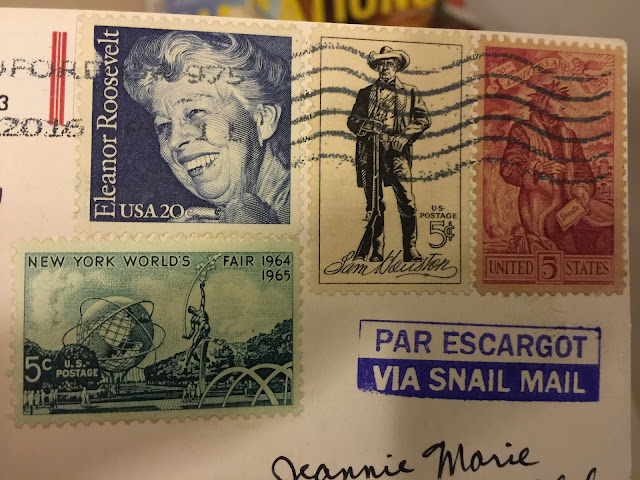 2016
Eleanor Roosevelt
USA 20c
U·S·
POSTAGE
5¢
Sam Houston
UNITED 5 STATES
NEW YORK WORLD'S FAIR 1964
1965
5c U.S.
POSTAGE
PAR ESCARGOT
VIA SNAIL MAIL
Jeannie Marie